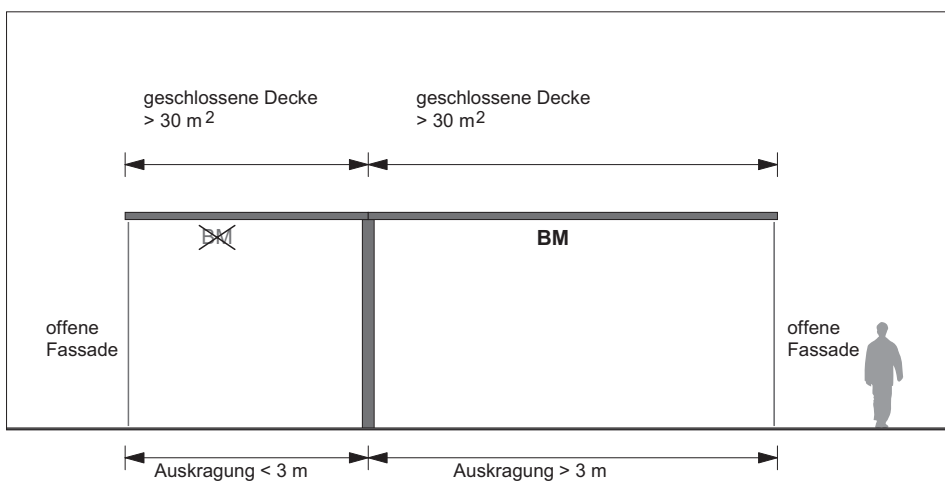 geschlossene Decke
> 30 m²
geschlossene Decke
> 30 m²
BM
BM
offene
Fassade
offene
Fassade
Auskragung < 3 m
Auskragung > 3 m